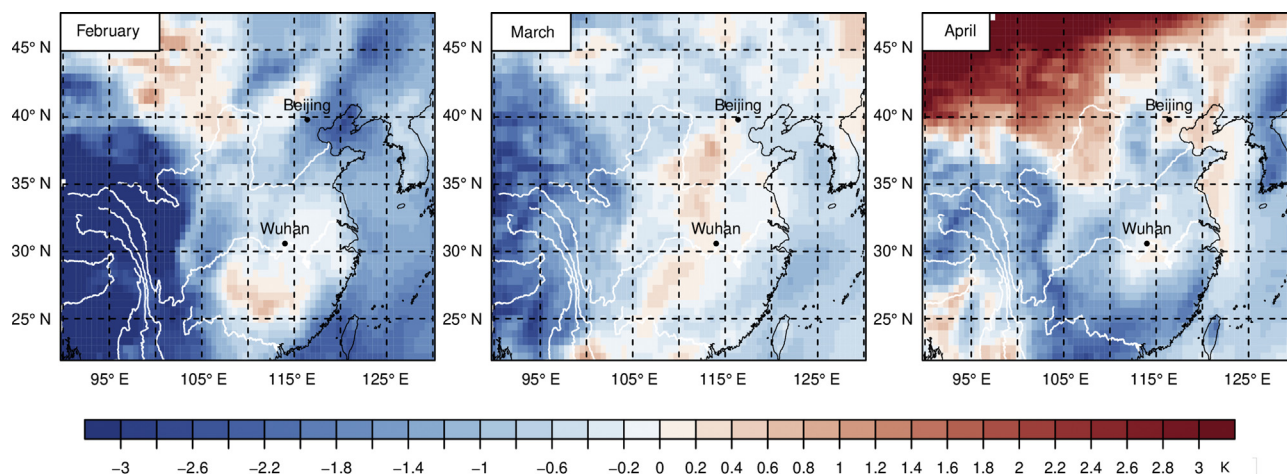 February
March
April
45° N
40° N
35° N
30° N
25° N
45° N
40° N
35° N
30° N
25° N
45° N
40° N
35° N
30° N
25° N
Beijing
Wuhan
Beijing
Wuhan
Beijing
Wuhan
95° E 105° E 115° E 125° E
95° E 105° E 115° E 125° E
95° E 105° E 115° E 125° E
−3 −2.6 −2.2 −1.8 −1.4 −1 −0.6 −0.2 0 0.2 0.4 0.6 0.8 1 1.2 1.4 1.6 1.8 2 2.2 2.4 2.6 2.8 3 K